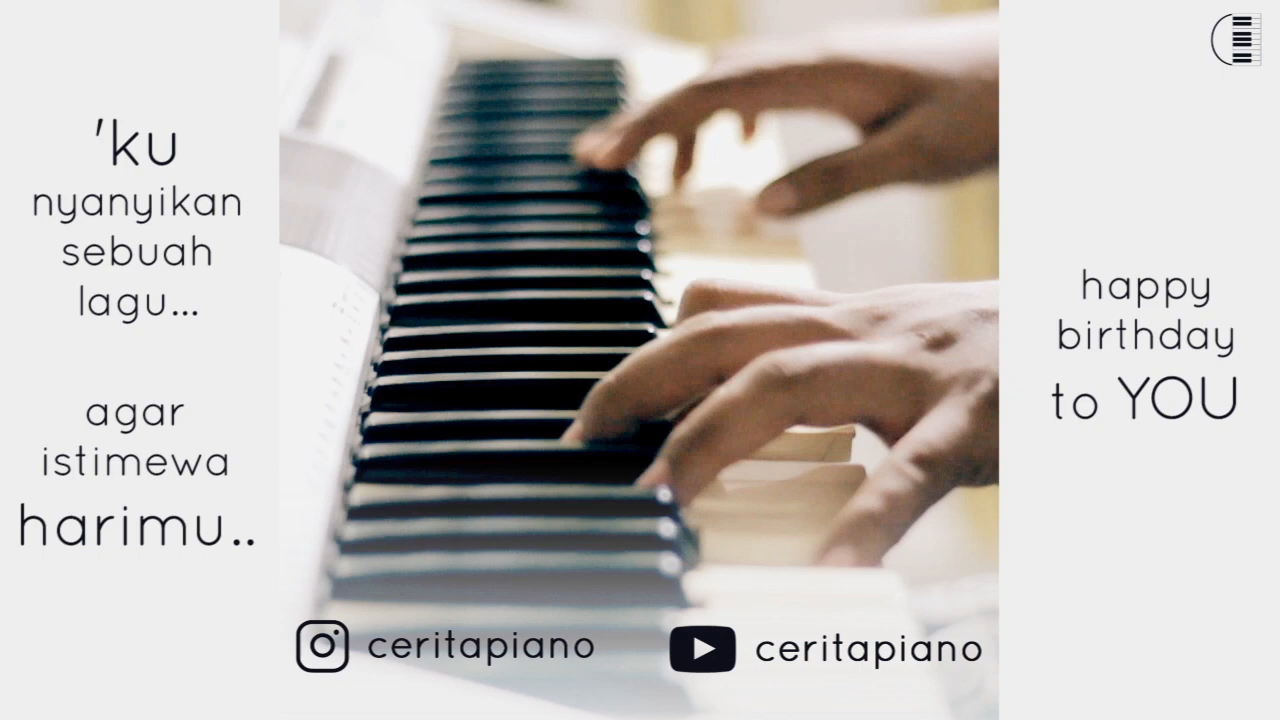 'ku
nyanyikan
sebuah
lagu...
agar
istimewa
harimu..
happy
birthday
to YOU
ceritapiano
ceritapiano